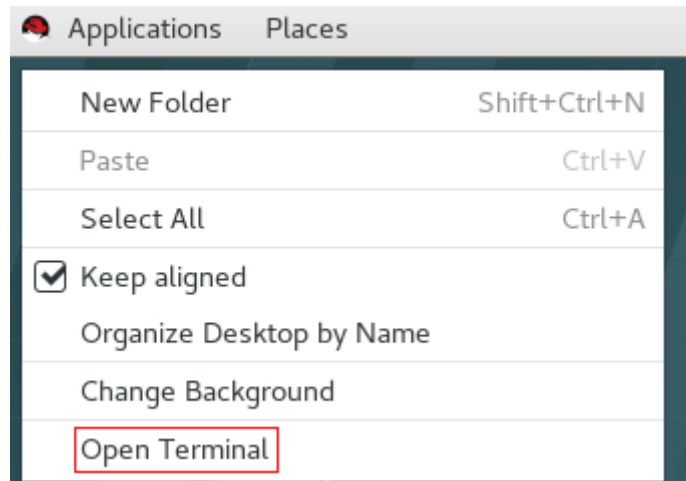 Applications Places
New Folder Shift+Ctrl+N
Paste Ctrl+V
Select All Ctrl+A
Keep aligned
Organize Desktop by Name
Change Background
Open Terminal